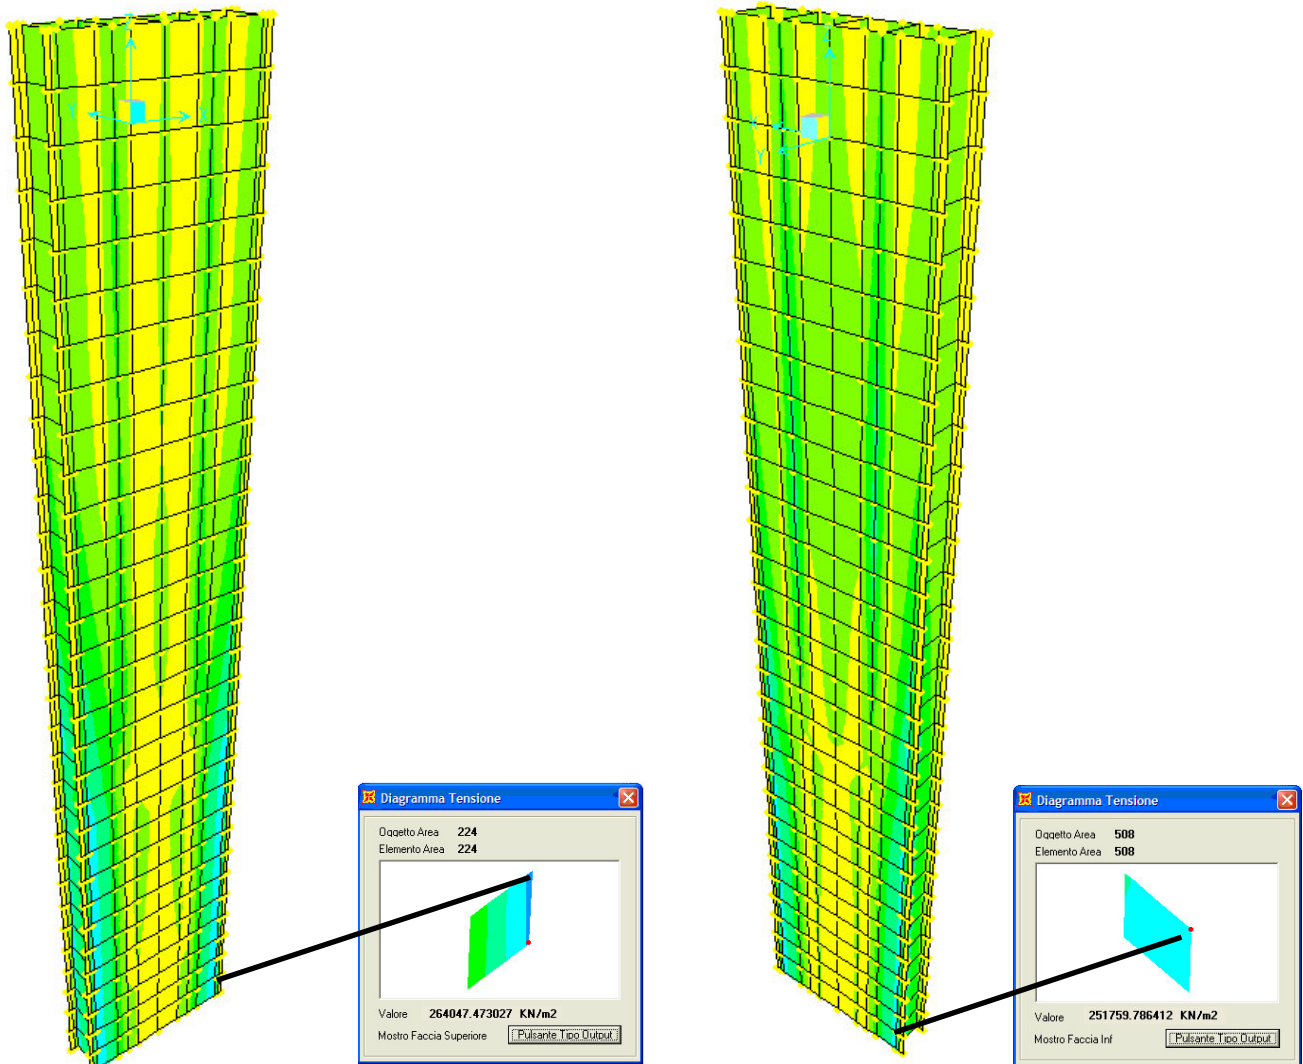 Z
Y
X
Z
X
Y
Diagramma Tensione
Oggetto Area 224
Elemento Area 224
Valore 264047.473027 KN/m2
Mostro Faccia Superiore Pulsante Tipo Output
Diagramma Tensione
Oggetto Area 508
Elemento Area 508
Valore 251759.786412 KN/m2
Mostro Faccia Inf Pulsante Tipo Output